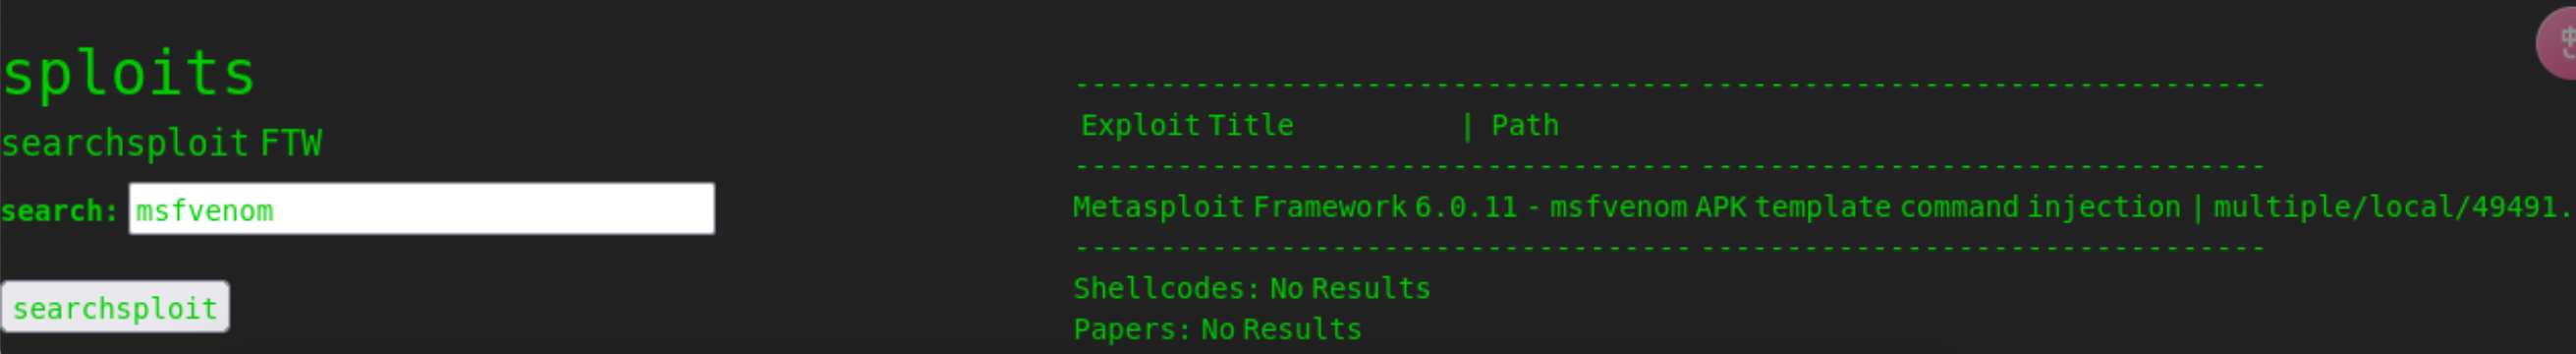 sploits
searchsploit FTW
search: msfvenom
searchsploit
------------------------------------ ---------------------------------
Exploit Title | Path
------------------------------------ ---------------------------------
Metasploit Framework 6.0.11 - msfvenom APK template command injection | multiple/local/49491.
------------------------------------ ---------------------------------
Shellcodes: No Results
Papers: No Results